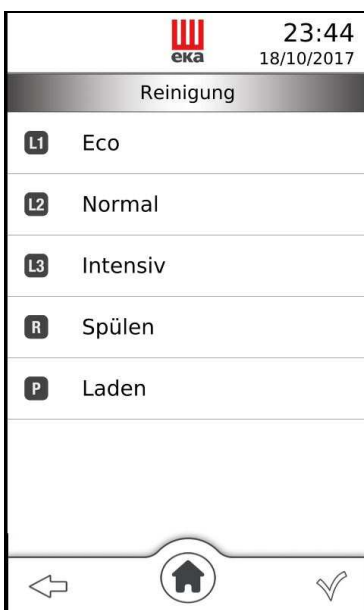 eka
23:44
18/10/2017
Reinigung
L1 Eco
L2 Normal
L3 Intensiv
R Spülen
P Laden